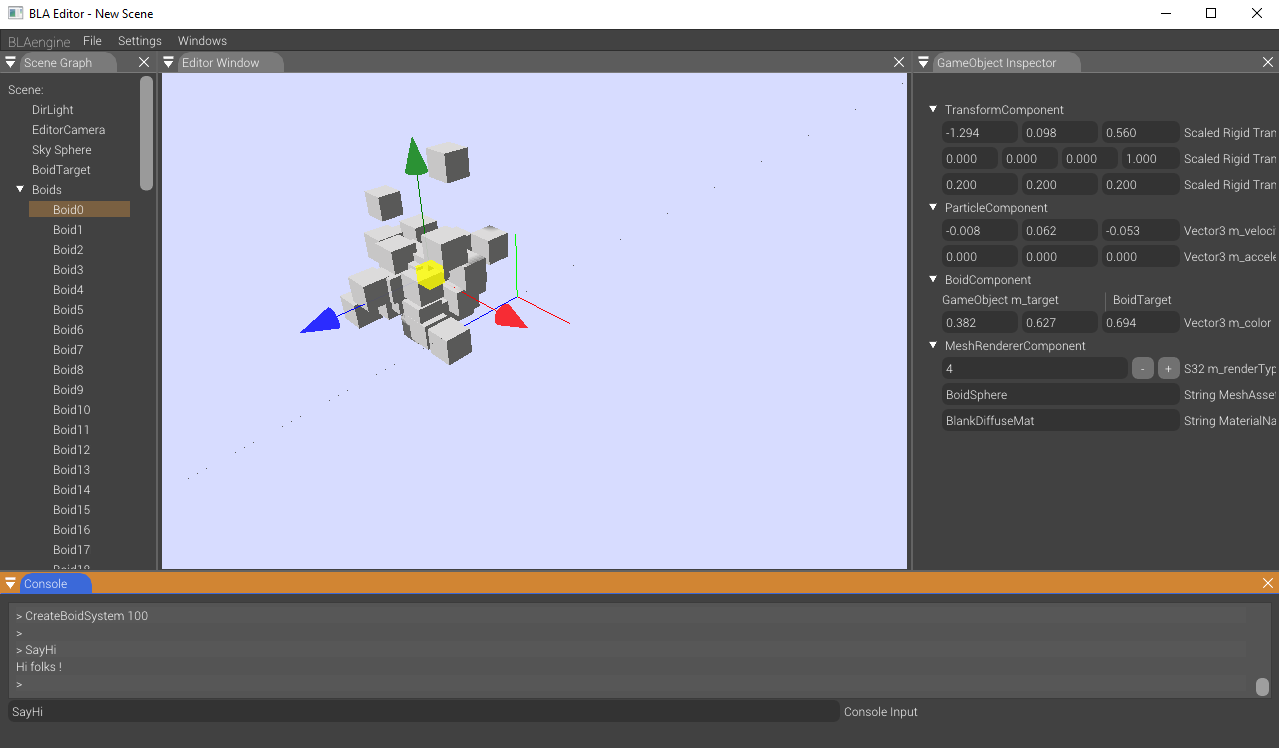 BLA Editor - New Scene
BLAengine File Settings Windows
Scene Graph
Scene:
DirLight
EditorCamera
Sky Sphere
BoidTarget
Boids
Boid0
Boid1
Boid2
Boid3
Boid4
Boid5
Boid6
Boid7
Boid8
Boid9
Boid10
Boid11
Boid12
Boid13
Boid14
Boid15
Boid16
Boid17
Boid18
Editor Window
GameObject Inspector
TransformComponent
-1.294 0.098 0.560 Scaled Rigid Tran
0.000 0.000 0.000 1.000 Scaled Rigid Tran
0.200 0.200 0.200 Scaled Rigid Tran
ParticleComponent
-0.008 0.062 -0.053 Vector3 m_veloci
0.000 0.000 0.000 Vector3 m_accele
BoidComponent
GameObject m_target BoidTarget
0.382 0.627 0.694 Vector3 m_color
MeshRendererComponent
4 - + S32 m_renderTyp
BoidSphere String MeshAsse
BlankDiffuseMat String MaterialNa
Console
> CreateBoidSystem 100
>
> SayHi
Hi folks !
>
SayHi Console Input